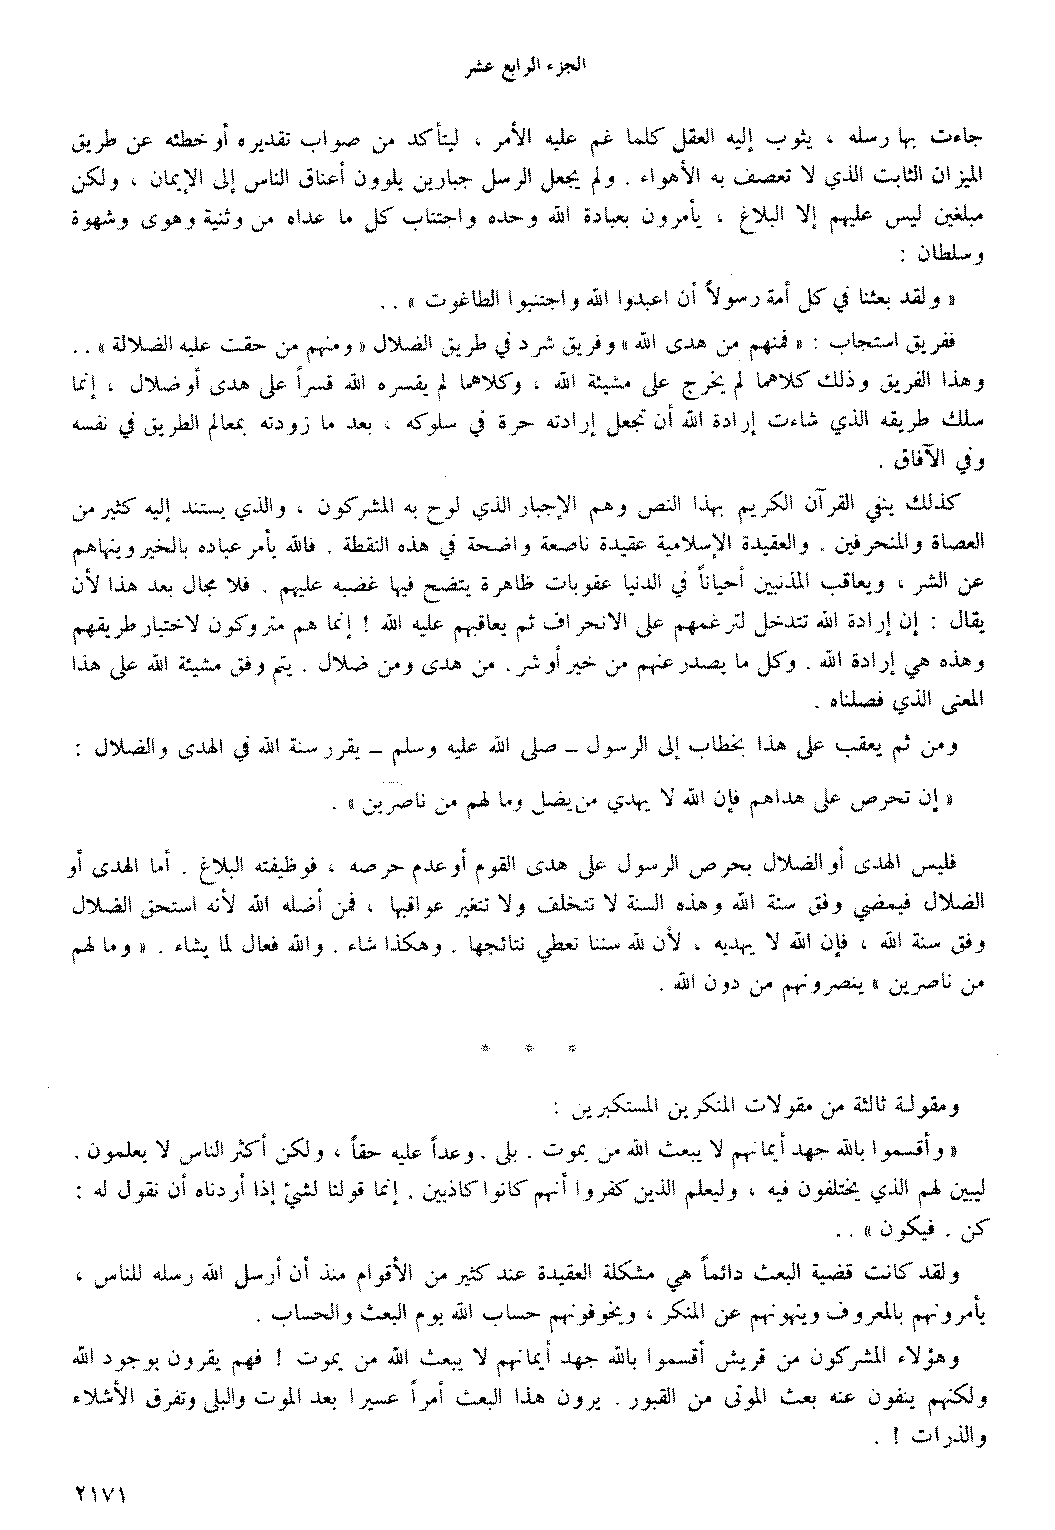 الجزء الرابع عشر
جاءت بها رسله ، يثوب إليه العقل كلما غم عليه الأمر ، ليتأكد من صواب تقديره أو خطئه عن طريق
الميزان الثابت الذي لا تعصف به الأهواء . ولم يجعل الرسل جبارين يلوون أعناق الناس إلى الإيمان ، ولكن
مبلغين ليس عليهم إلا البلاغ ، يأمرون بعبادة الله وحده واجتناب كل ما عداه من وثنية وهوى وشهوة
وسلطان :
« ولقد بعثنا في كل أمة رسولاً أن اعبدوا الله واجتنبوا الطاغوت » . .
ففريق استجاب : « فمنهم من هدى الله » وفريق شرد في طريق الضلال « ومنهم من حقت عليه الضلالة » . .
وهذا الفريق وذلك كلاهما لم يخرج على مشيئة الله ، وكلاهما لم يقسره الله قسراً على هدى أو ضلال ، إنما
سلك طريقه الذي شاءت إرادة الله أن تجعل إرادته حرة في سلوكه ، بعد ما زودته بمعالم الطريق في نفسه
وفي الآفاق .
كذلك ينفي القرآن الكريم بهذا النص وهم الإجبار الذي لوح به المشركون ، والذي يستند إليه كثير من
العصاة والمنحرفين . والعقيدة الإسلامية عقيدة ناصعة واضحة في هذه النقطة . فالله يأمر عباده بالخير وينهاهم
عن الشر ، ويعاقب المذنبين أحياناً في الدنيا عقوبات ظاهرة يتضح فيها غضبه عليهم . فلا مجال بعد هذا لأن
يقال : إن إرادة الله تتدخل لترغمهم على الانحراف ثم يعاقبهم عليه الله ! إنما هم متروكون لاختيار طريقهم
وهذه هي إرادة الله . وكل ما يصدر عنهم من خير أو شر. من هدى ومن ضلال . يتم وفق مشيئة الله على هذا
المعنى الذي فصلناه .
ومن ثم يعقب على هذا بخطاب إلى الرسول ــ صلى الله عليه وسلم ــ يقرر سنة الله في الهدى والضلال :
« إن تحرص على هداهم فإن الله لا يهدي من يضل وما لهم من ناصرين » .
فليس الهدى أو الضلال بحرص الرسول على هدى القوم أو عدم حرصه ، فوظيفته البلاغ . أما الهدى أو
الضلال فيمضي وفق سنة الله وهذه السنة لا تتخلف ولا تتغير عواقبها ، فمن أضله الله لأنه استحق الضلال
وفق سنة الله ، فإن الله لا يهديه ، لأن لله سننا تعطي نتائجها . وهكذا شاء . والله فعال لما يشاء . « وما لهم
من ناصرين » ينصرونهم من دون الله .
* * *
ومقولة ثالثة من مقولات المنكرين المستكبرين :
« وأقسموا بالله جهد أيمانهم لا يبعث الله من يموت . بلى . وعداً عليه حقاً ، ولكن أكثر الناس لا يعلمون .
ليبين لهم الذي يختلفون فيه ، وليعلم الذين كفروا أنهم كانوا كاذبين . إنما قولنا لشيْ إذا أردناه أن نقول له :
كن . فيكون » . .
ولقد كانت قضية البعث دائماً هي مشكلة العقيدة عند كثير من الأقوام منذ أن أرسل الله رسله للناس ،
يأمرونهم بالمعروف وينهونهم عن المنكر ، ويخوفونهم حساب الله يوم البعث والحساب .
وهؤلاء المشركون من قريش أقسموا بالله جهد أيمانهم لا يبعث الله من يموت ! فهم يقرون بوجود الله
ولكنهم ينفون عنه بعث الموتى من القبور . يرون هذا البعث أمراً عسيرا بعد الموت والبلى وتفرق الأشلاء
والذرات ! .
٢١٧١